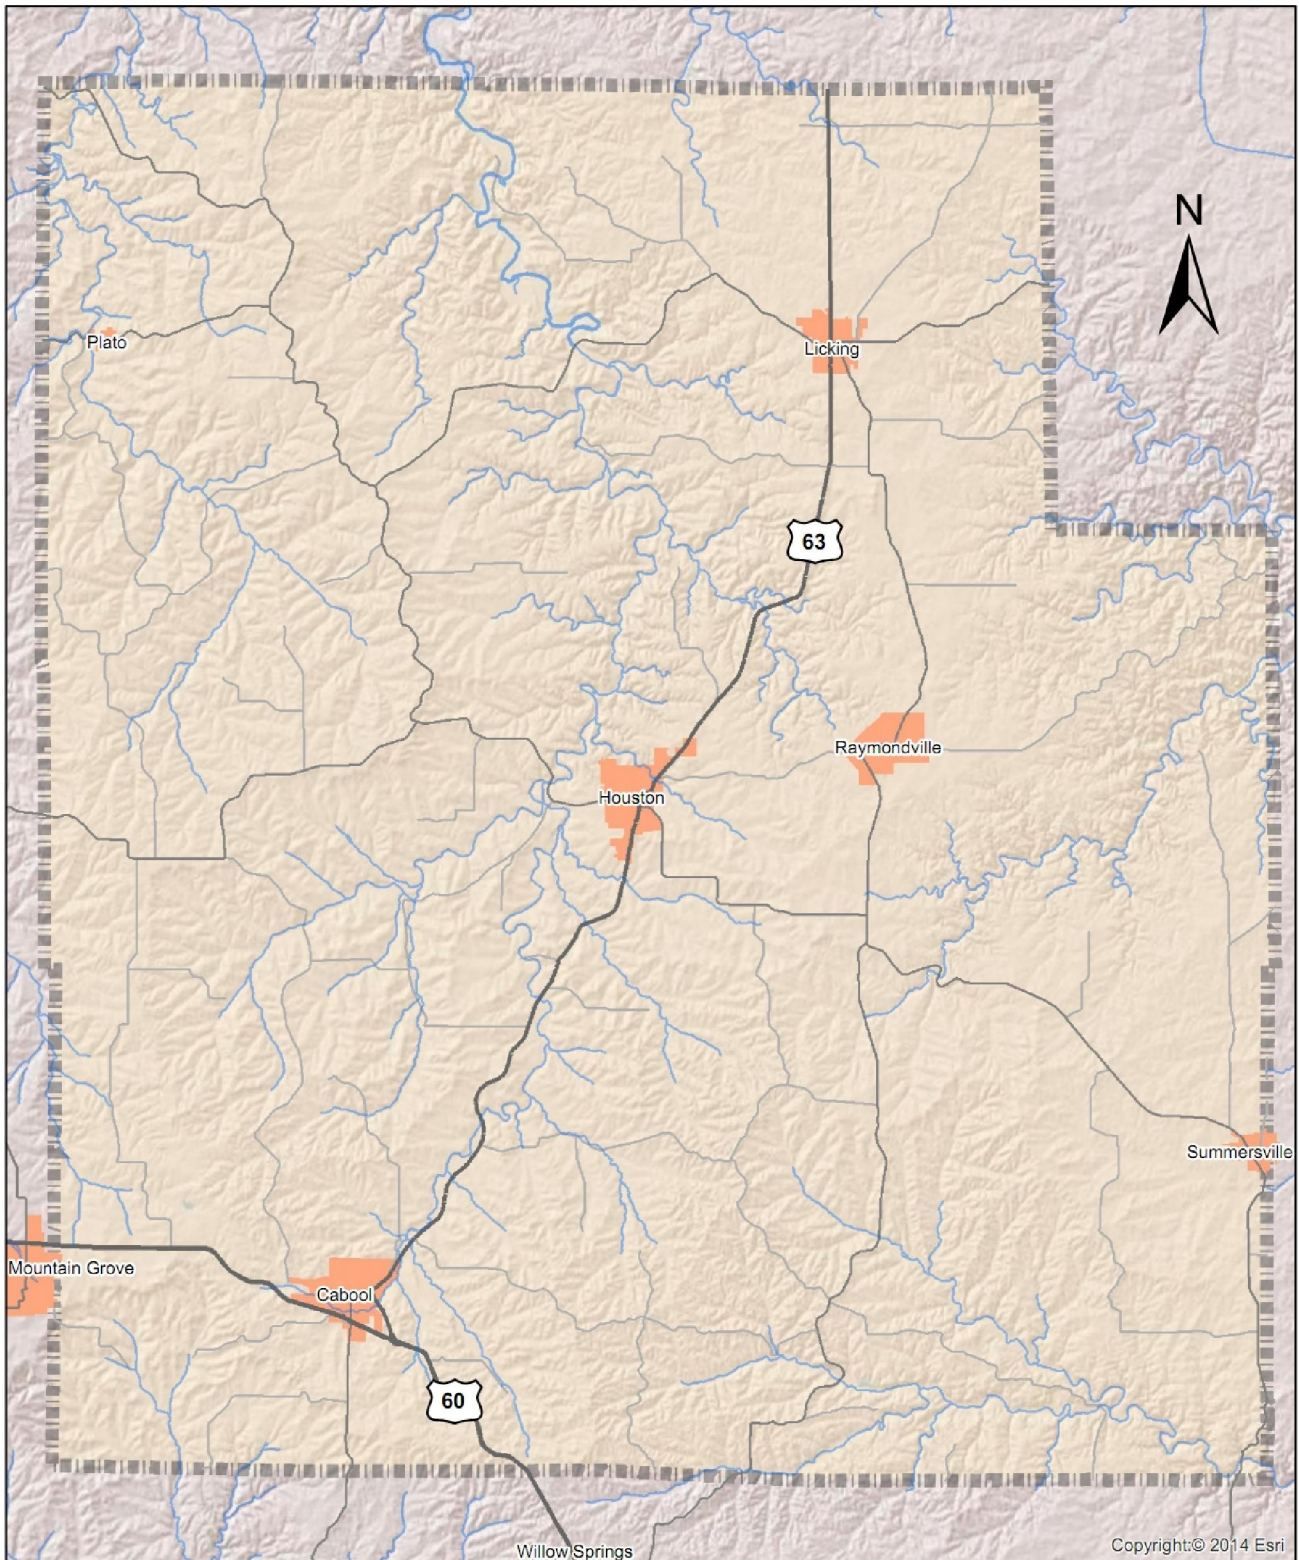 N
Plato
Licking
63
Raymondville
Houston
Summersville
Mountain Grove
Cabool
60
Willow Springs
Copyright:© 2014 Esri